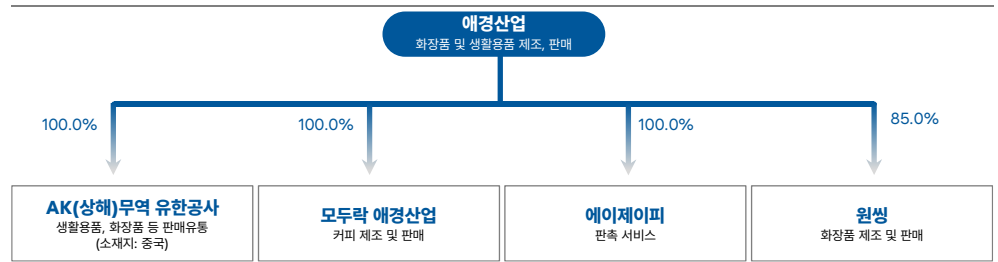 애경산업
화장품 및 생활용품 제조, 판매
100.0%
100.0%
100.0%
85.0%
AK(상해)무역 유한공사
생활용품, 화장품 등 판매유통
(소재지: 중국)
모두락 애경산업
커피 제조 및 판매
에이제이피
판촉 서비스
원씽
화장품 제조 및 판매